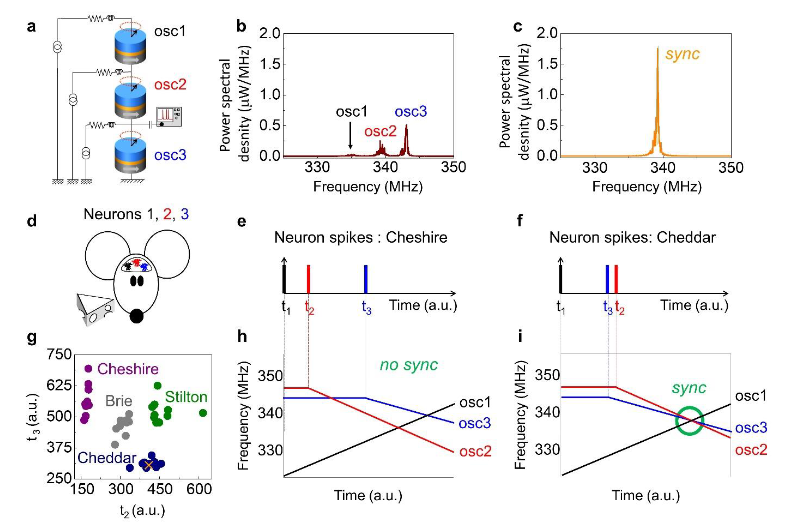 a
osc1
osc2
osc3
b
Power spectral
desnity (µW/MHz)
2.0
1.5
1.0
0.5
0.0
osc1
osc2
osc3
330
340
350
Frequency (MHz)
c
Power spectral
desnity (µW/MHz)
2.0
1.5
1.0
0.5
0.0
sync
330
340
350
Frequency (MHz)
d
Neurons 1, 2, 3
e
Neuron spikes : Cheshire
t1
t2
t3
Time (a.u.)
f
Neuron spikes: Cheddar
t1
t3
t2
Time (a.u.)
g
t3 (a.u.)
750
625
500
375
250
Cheshire
Brie
Stilton
Cheddar
150
300
450
600
t2 (a.u.)
h
Frequency (MHz)
350
340
330
no sync
osc1
osc3
osc2
Time (a.u.)
i
Frequency (MHz)
350
340
330
sync
osc1
osc3
osc2
Time (a.u.)